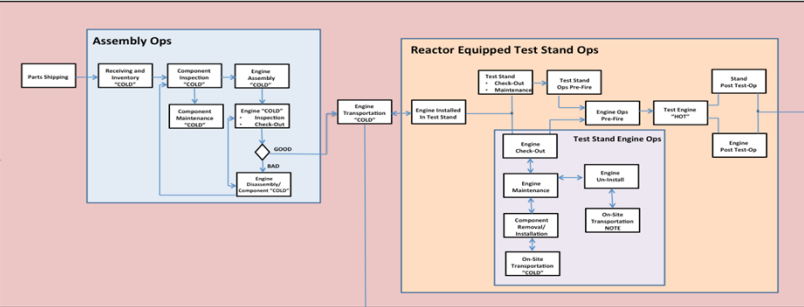 Assembly Ops
Parts Shipping
Receiving and
Inventory
"COLD"
Component
Inspection
"COLD"
Engine
Assembly
"COLD"
Component
Maintenance
"COLD"
Engine "COLD"
• Inspection
• Check-Out
GOOD
BAD
Engine
Disassembly/
Component "COLD"
Engine
Transportation
"COLD"
Reactor Equipped Test Stand Ops
Engine Installed
In Test Stand
Test Stand
• Check-Out
• Maintenance
Test Stand
Ops Pre-Fire
Engine Ops
Pre-Fire
Test Engine
"HOT"
Stand
Post Test-Op
Engine
Post Test-Op
Test Stand Engine Ops
Engine
Check-Out
Engine
Maintenance
Engine
Un-Install
Component
Removal/
Installation
On-Site
Transportation
NOTE
On-Site
Transportation
"COLD"